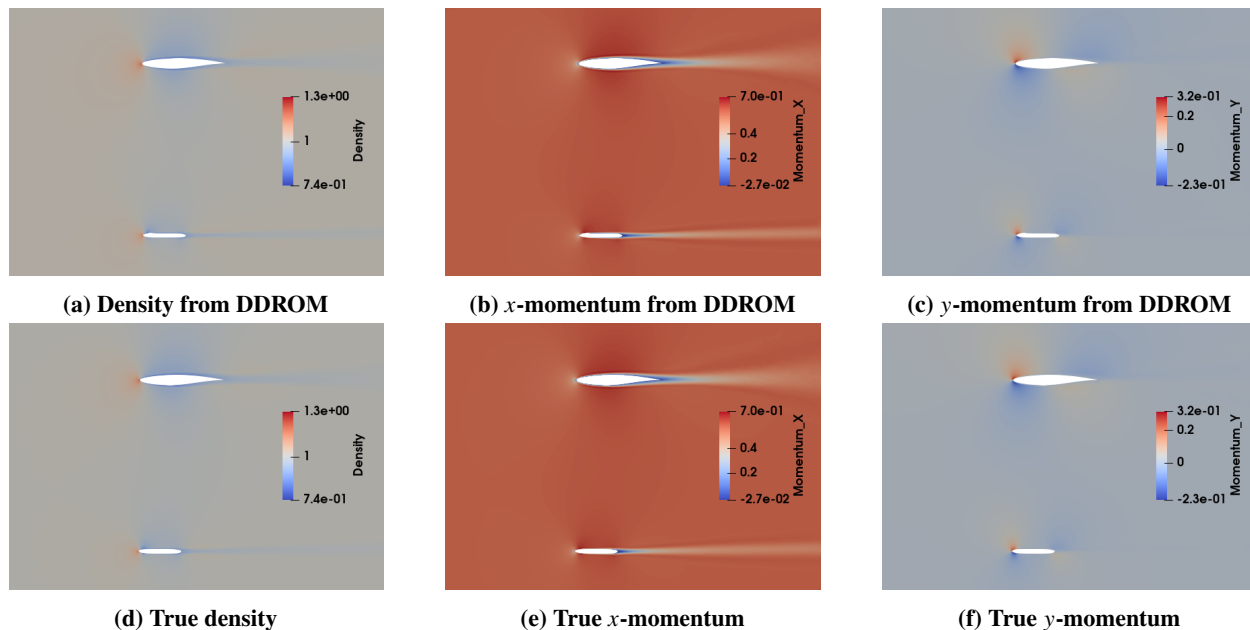 1.3e+00
1
7.4e-01
Density
7.0e-01
0.4
0.2
-2.7e-02
Momentum_X
3.2e-01
0.2
0
-2.3e-01
Momentum_Y
(a) Density from DDROM
(b) x-momentum from DDROM
(c) y-momentum from DDROM
1.3e+00
1
7.4e-01
Density
7.0e-01
0.4
0.2
-2.7e-02
Momentum_X
3.2e-01
0.2
0
-2.3e-01
Momentum_Y
(d) True density
(e) True x-momentum
(f) True y-momentum